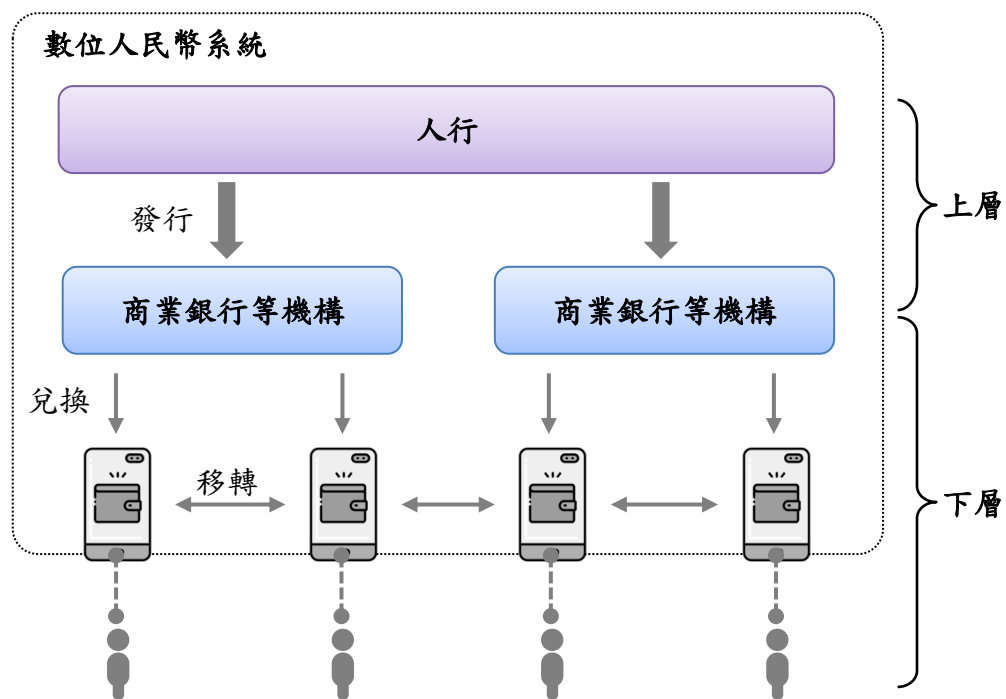 數位人民幣系統
人行
發行
上層
商業銀行等機構
商業銀行等機構
兌換
移轉
下層